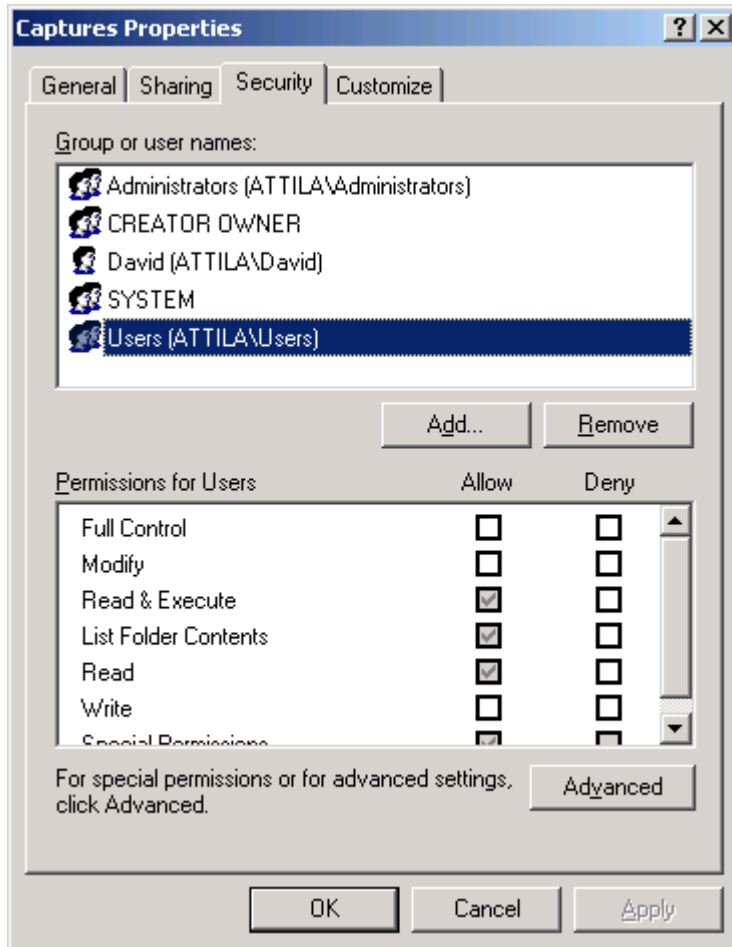 Captures Properties
General Sharing Security Customize
Group or user names:
Administrators (ATTILA\Administrators)
CREATOR OWNER
David (ATTILA\David)
SYSTEM
Users (ATTILA\Users)
Add... Remove
Permissions for Users Allow Deny
Full Control
Modify
Read & Execute
List Folder Contents
Read
Write
Special Permissions
For special permissions or for advanced settings,
click Advanced.
Advanced
OK Cancel Apply